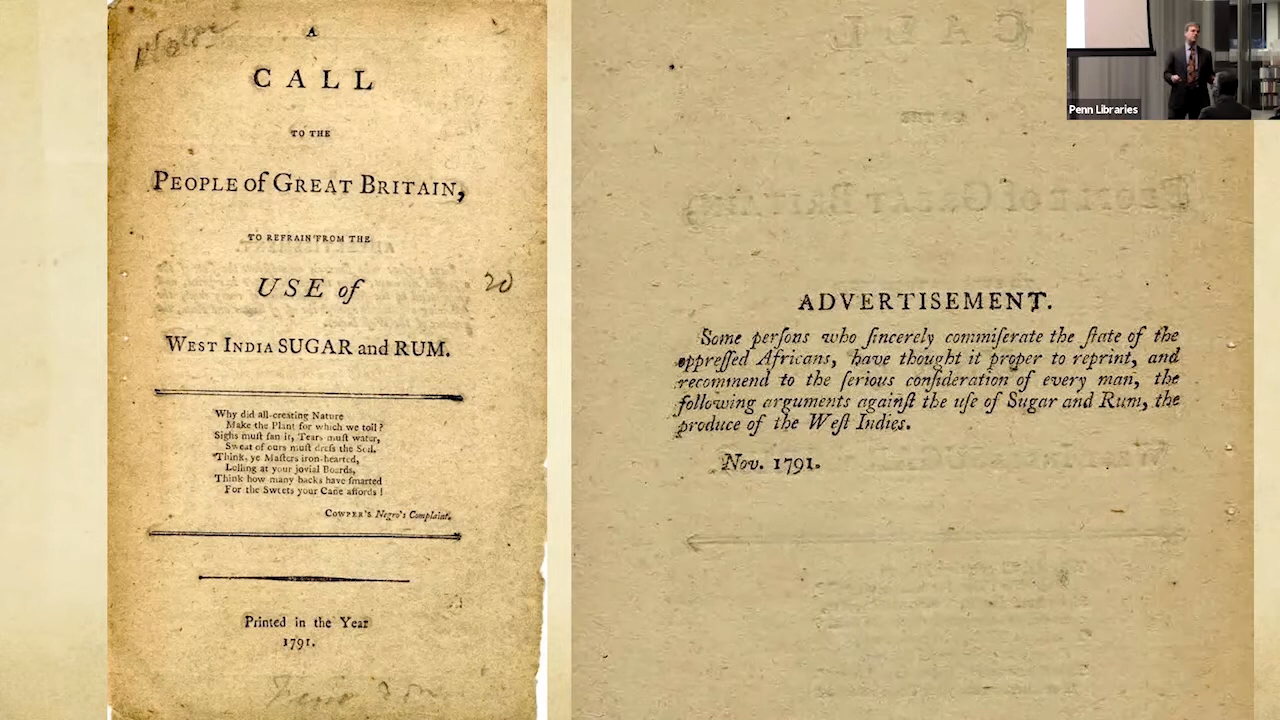 A
CALL
TO THE
PEOPLE of GREAT BRITAIN,
TO REFRAIN FROM THE
USE of
WEST INDIA SUGAR and RUM.
20
Why did all-creating Nature
Make the Plant for which we toil?
Sighs muſt fan it, Tears muſt water,
Sweat of ours muſt dreſs the Soil.
Think, ye Maſters iron-hearted,
Lolling at your jovial Boards,
Think how many backs have ſmarted
For the Sweets your Cane affords!
COWPER'S Negro's Complaint.
Printed in the Year
1791.
ADVERTISEMENT.
Some perſons who ſincerely commiſerate the ſtate of the
oppreſſed Africans, have thought it proper to reprint, and
recommend to the ſerious conſideration of every man, the
following arguments againſt the uſe of Sugar and Rum, the
produce of the Weſt Indies.
Nov. 1791.
Penn Libraries